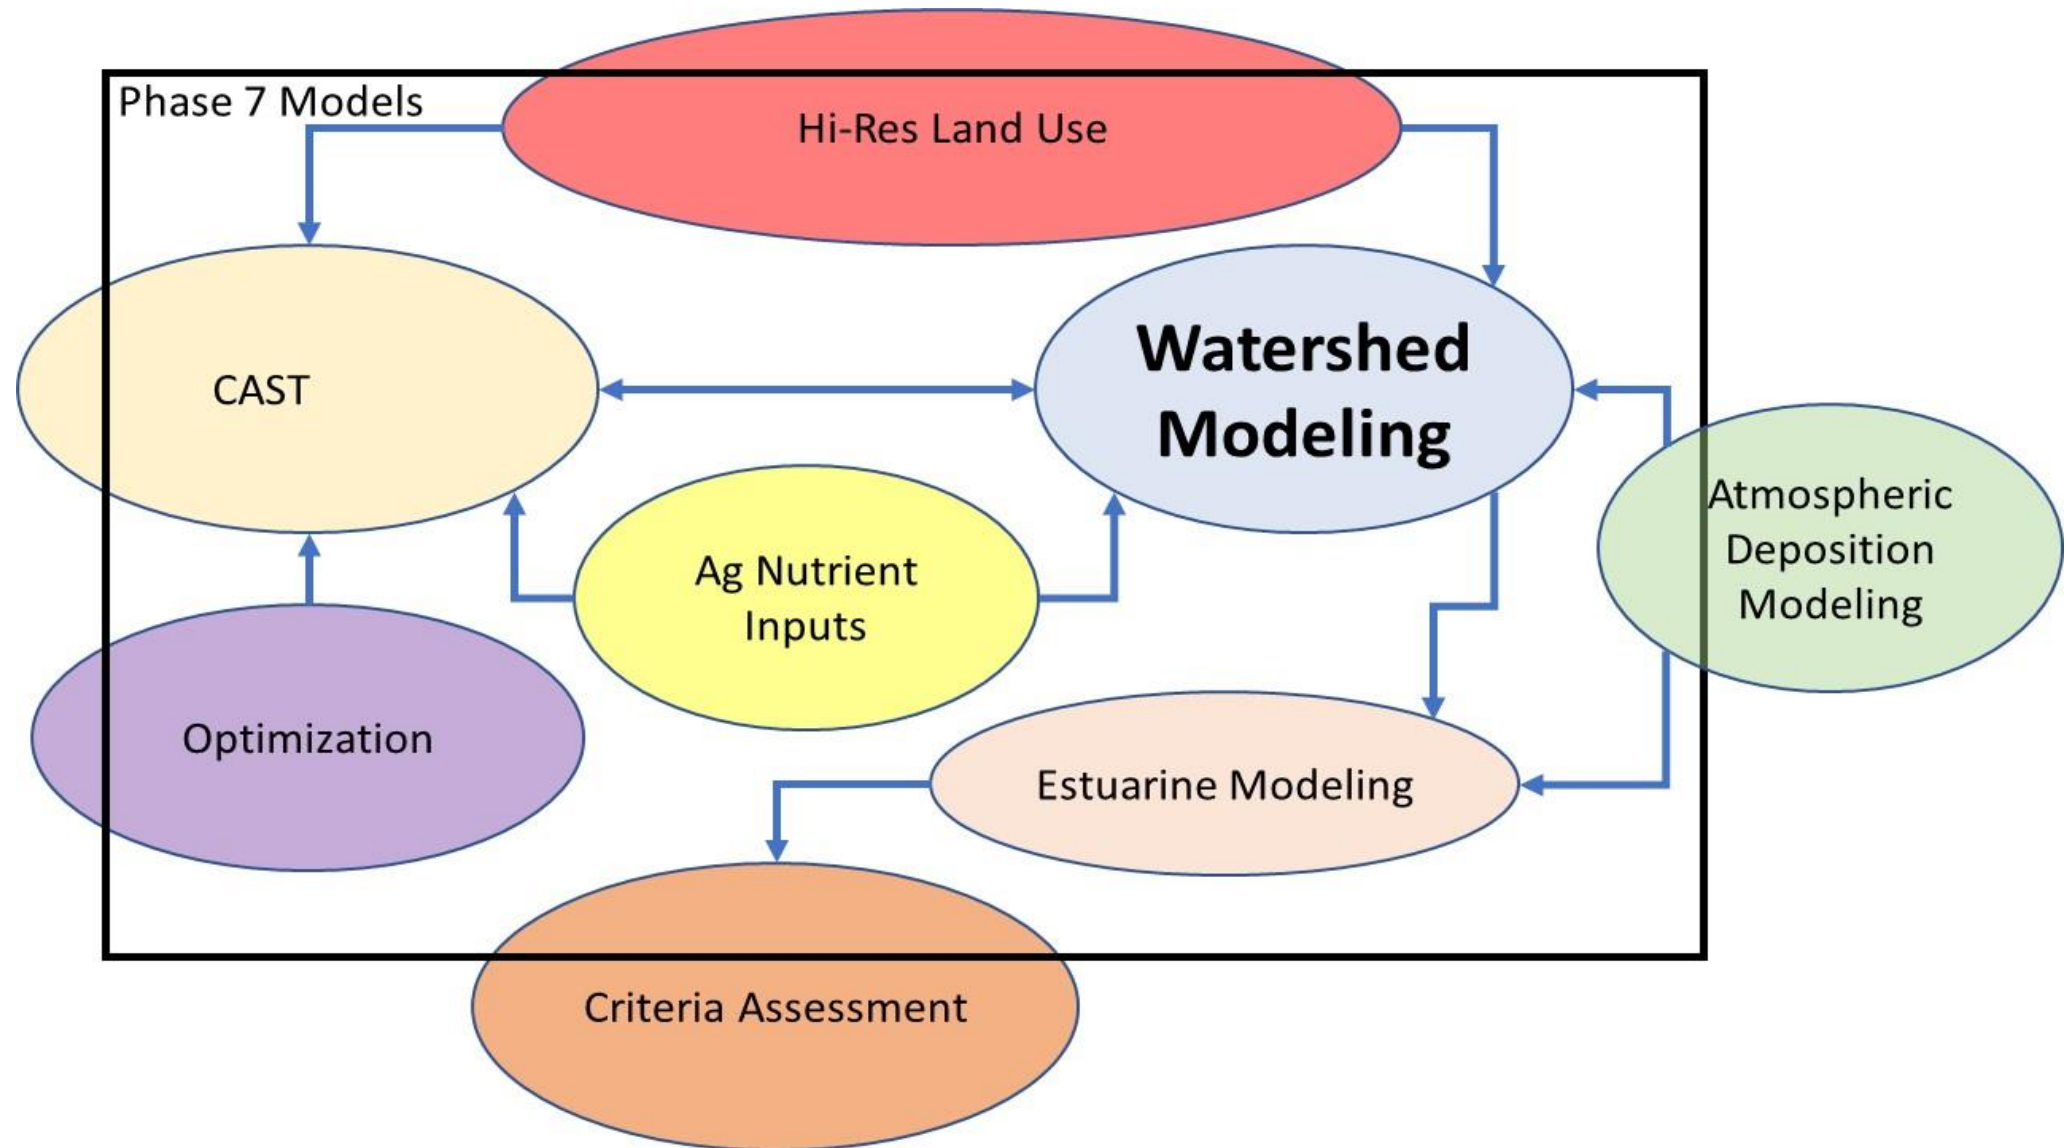 Phase 7 Models
Hi-Res Land Use
CAST
Watershed
Modeling
Ag Nutrient
Inputs
Atmospheric
Deposition
Modeling
Optimization
Estuarine Modeling
Criteria Assessment